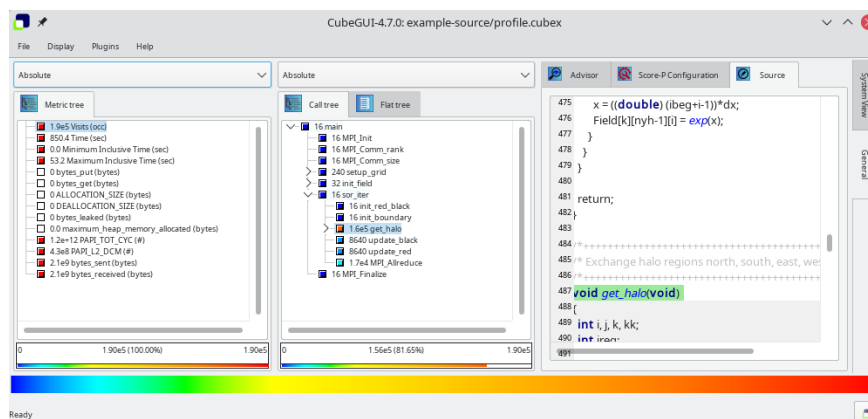 CubeGUI-4.7.0: example-source/profile.cubex
File Display Plugins Help
Absolute
Metric tree
1.9e5 Visits (occ)
850.4 Time (sec)
0.0 Minimum Inclusive Time (sec)
53.2 Maximum Inclusive Time (sec)
0 bytes_put (bytes)
0 bytes_get (bytes)
0 ALLOCATION_SIZE (bytes)
0 DEALLOCATION_SIZE (bytes)
0 bytes_leaked (bytes)
0.0 maximum_heap_memory_allocated (bytes)
1.2e+12 PAPI_TOT_CYC (#)
4.3e8 PAPI_L2_DCM (#)
2.1e9 bytes_sent (bytes)
2.1e9 bytes_received (bytes)
0 1.90e5 (100.00%) 1.90e5
Absolute
Call tree Flat tree
16 main
16 MPI_Init
16 MPI_Comm_rank
16 MPI_Comm_size
240 setup_grid
32 init_field
16 sor_iter
16 init_red_black
16 init_boundary
1.6e5 get_halo
8640 update_black
8640 update_red
1.7e4 MPI_Allreduce
16 MPI_Finalize
0 1.56e5 (81.65%) 1.90e5
Advisor Score-P Configuration Source
475 x = ((double) (ibeg+i-1))*dx;
476 Field[k][nyh-1][i] = exp(x);
477 }
478 }
479 }
480
481 return;
482 }
483
484 /*++++++++++++++++++++++++++++++++++++
485 /* Exchange halo regions north, south, east, wes
486 /*++++++++++++++++++++++++++++++++++++
487 void get_halo(void)
488 {
489 int i, j, k, kk;
490 int ireq;
491
System View
General
Ready